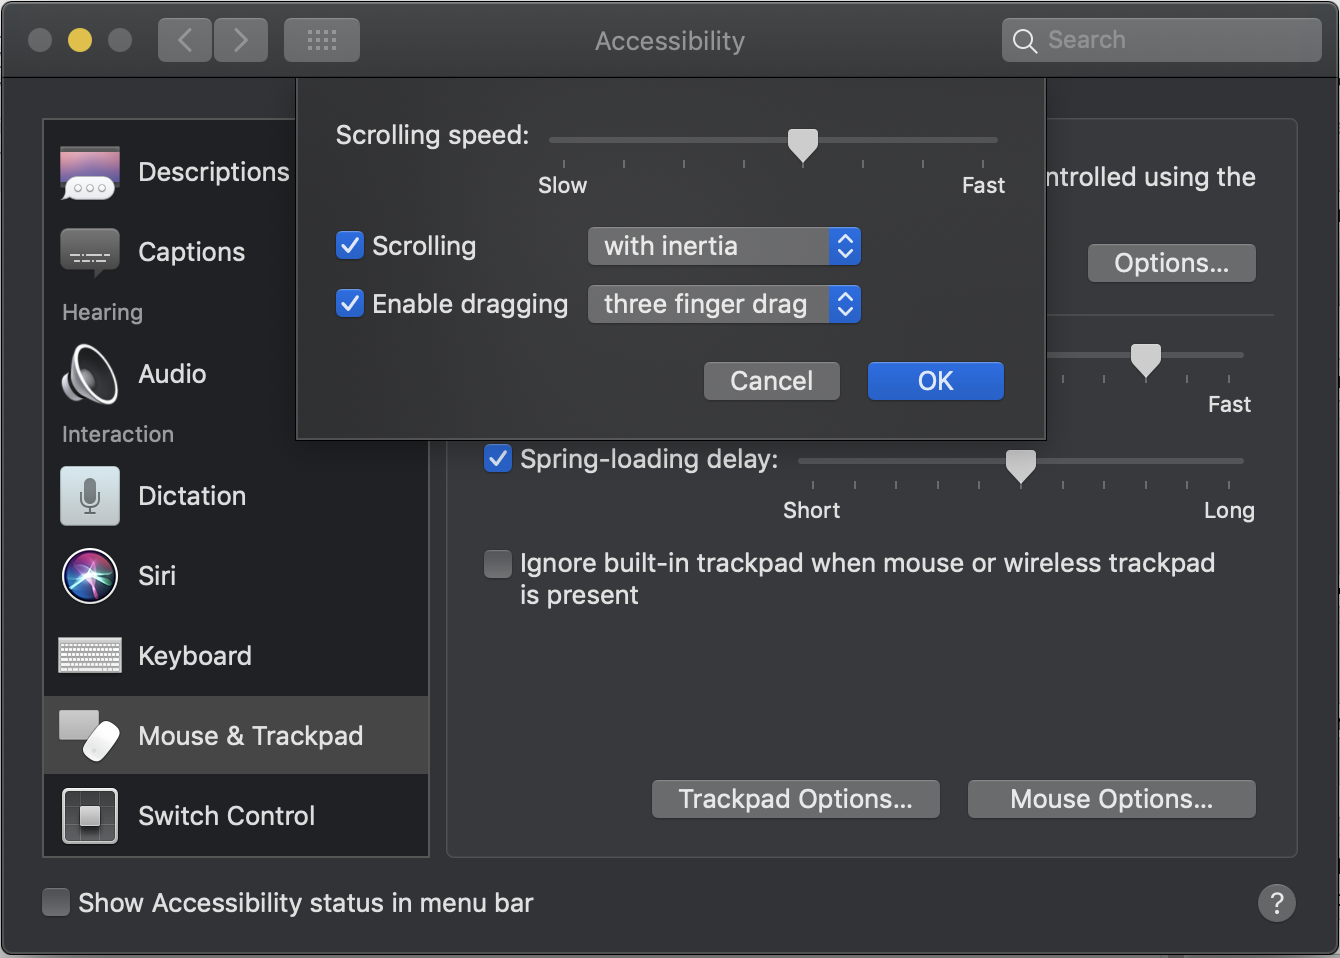 Accessibility
Search
Descriptions
Captions
Hearing
Audio
Interaction
Dictation
Siri
Keyboard
Mouse & Trackpad
Switch Control
Scrolling speed:
Slow
Fast
Scrolling
with inertia
Enable dragging
three finger drag
Cancel
OK
ntrolled using the
Options...
Fast
Spring-loading delay:
Short
Long
Ignore built-in trackpad when mouse or wireless trackpad
is present
Trackpad Options...
Mouse Options...
Show Accessibility status in menu bar
?